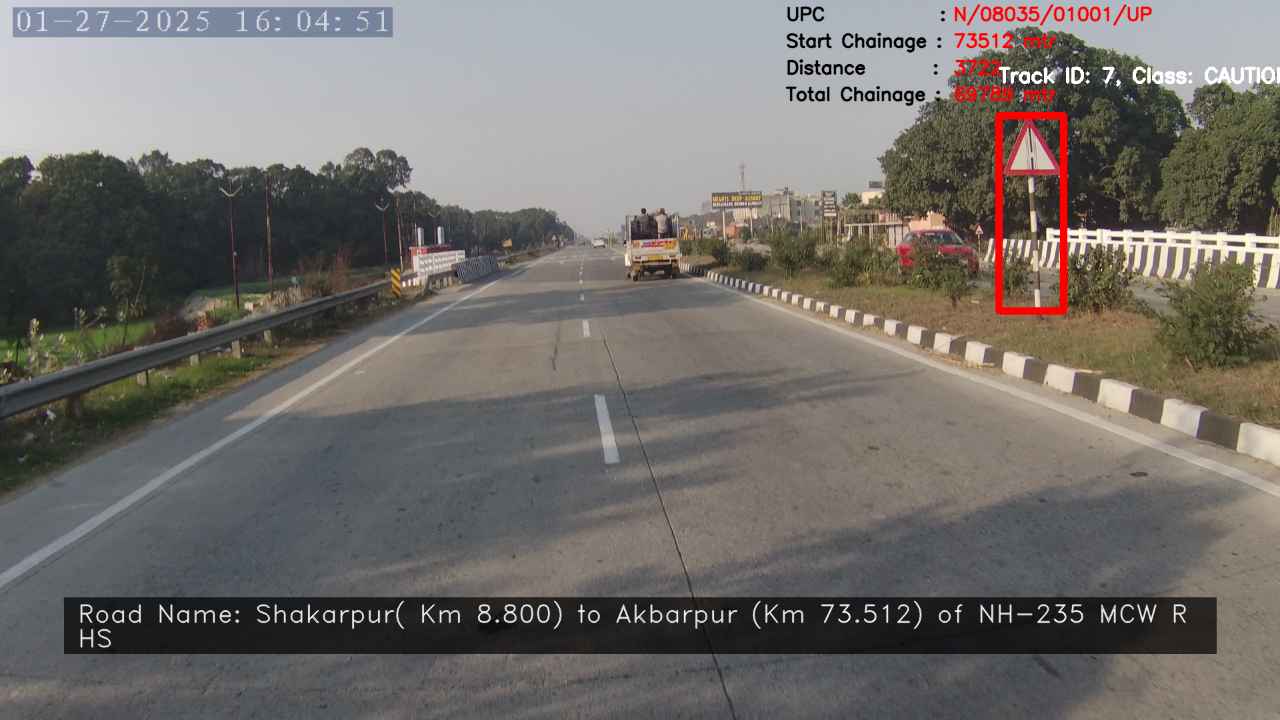 01-27-2025 16:04:51
UPC : N/08035/01001/UP
Start Chainage : 73512 mtr
Distance : 3722
Total Chainage : 69789 mtr
Track ID: 7, Class: CAUTIO
Road Name: Shakarpur( Km 8.800) to Akbarpur (Km 73.512) of NH-235 MCW R
HS